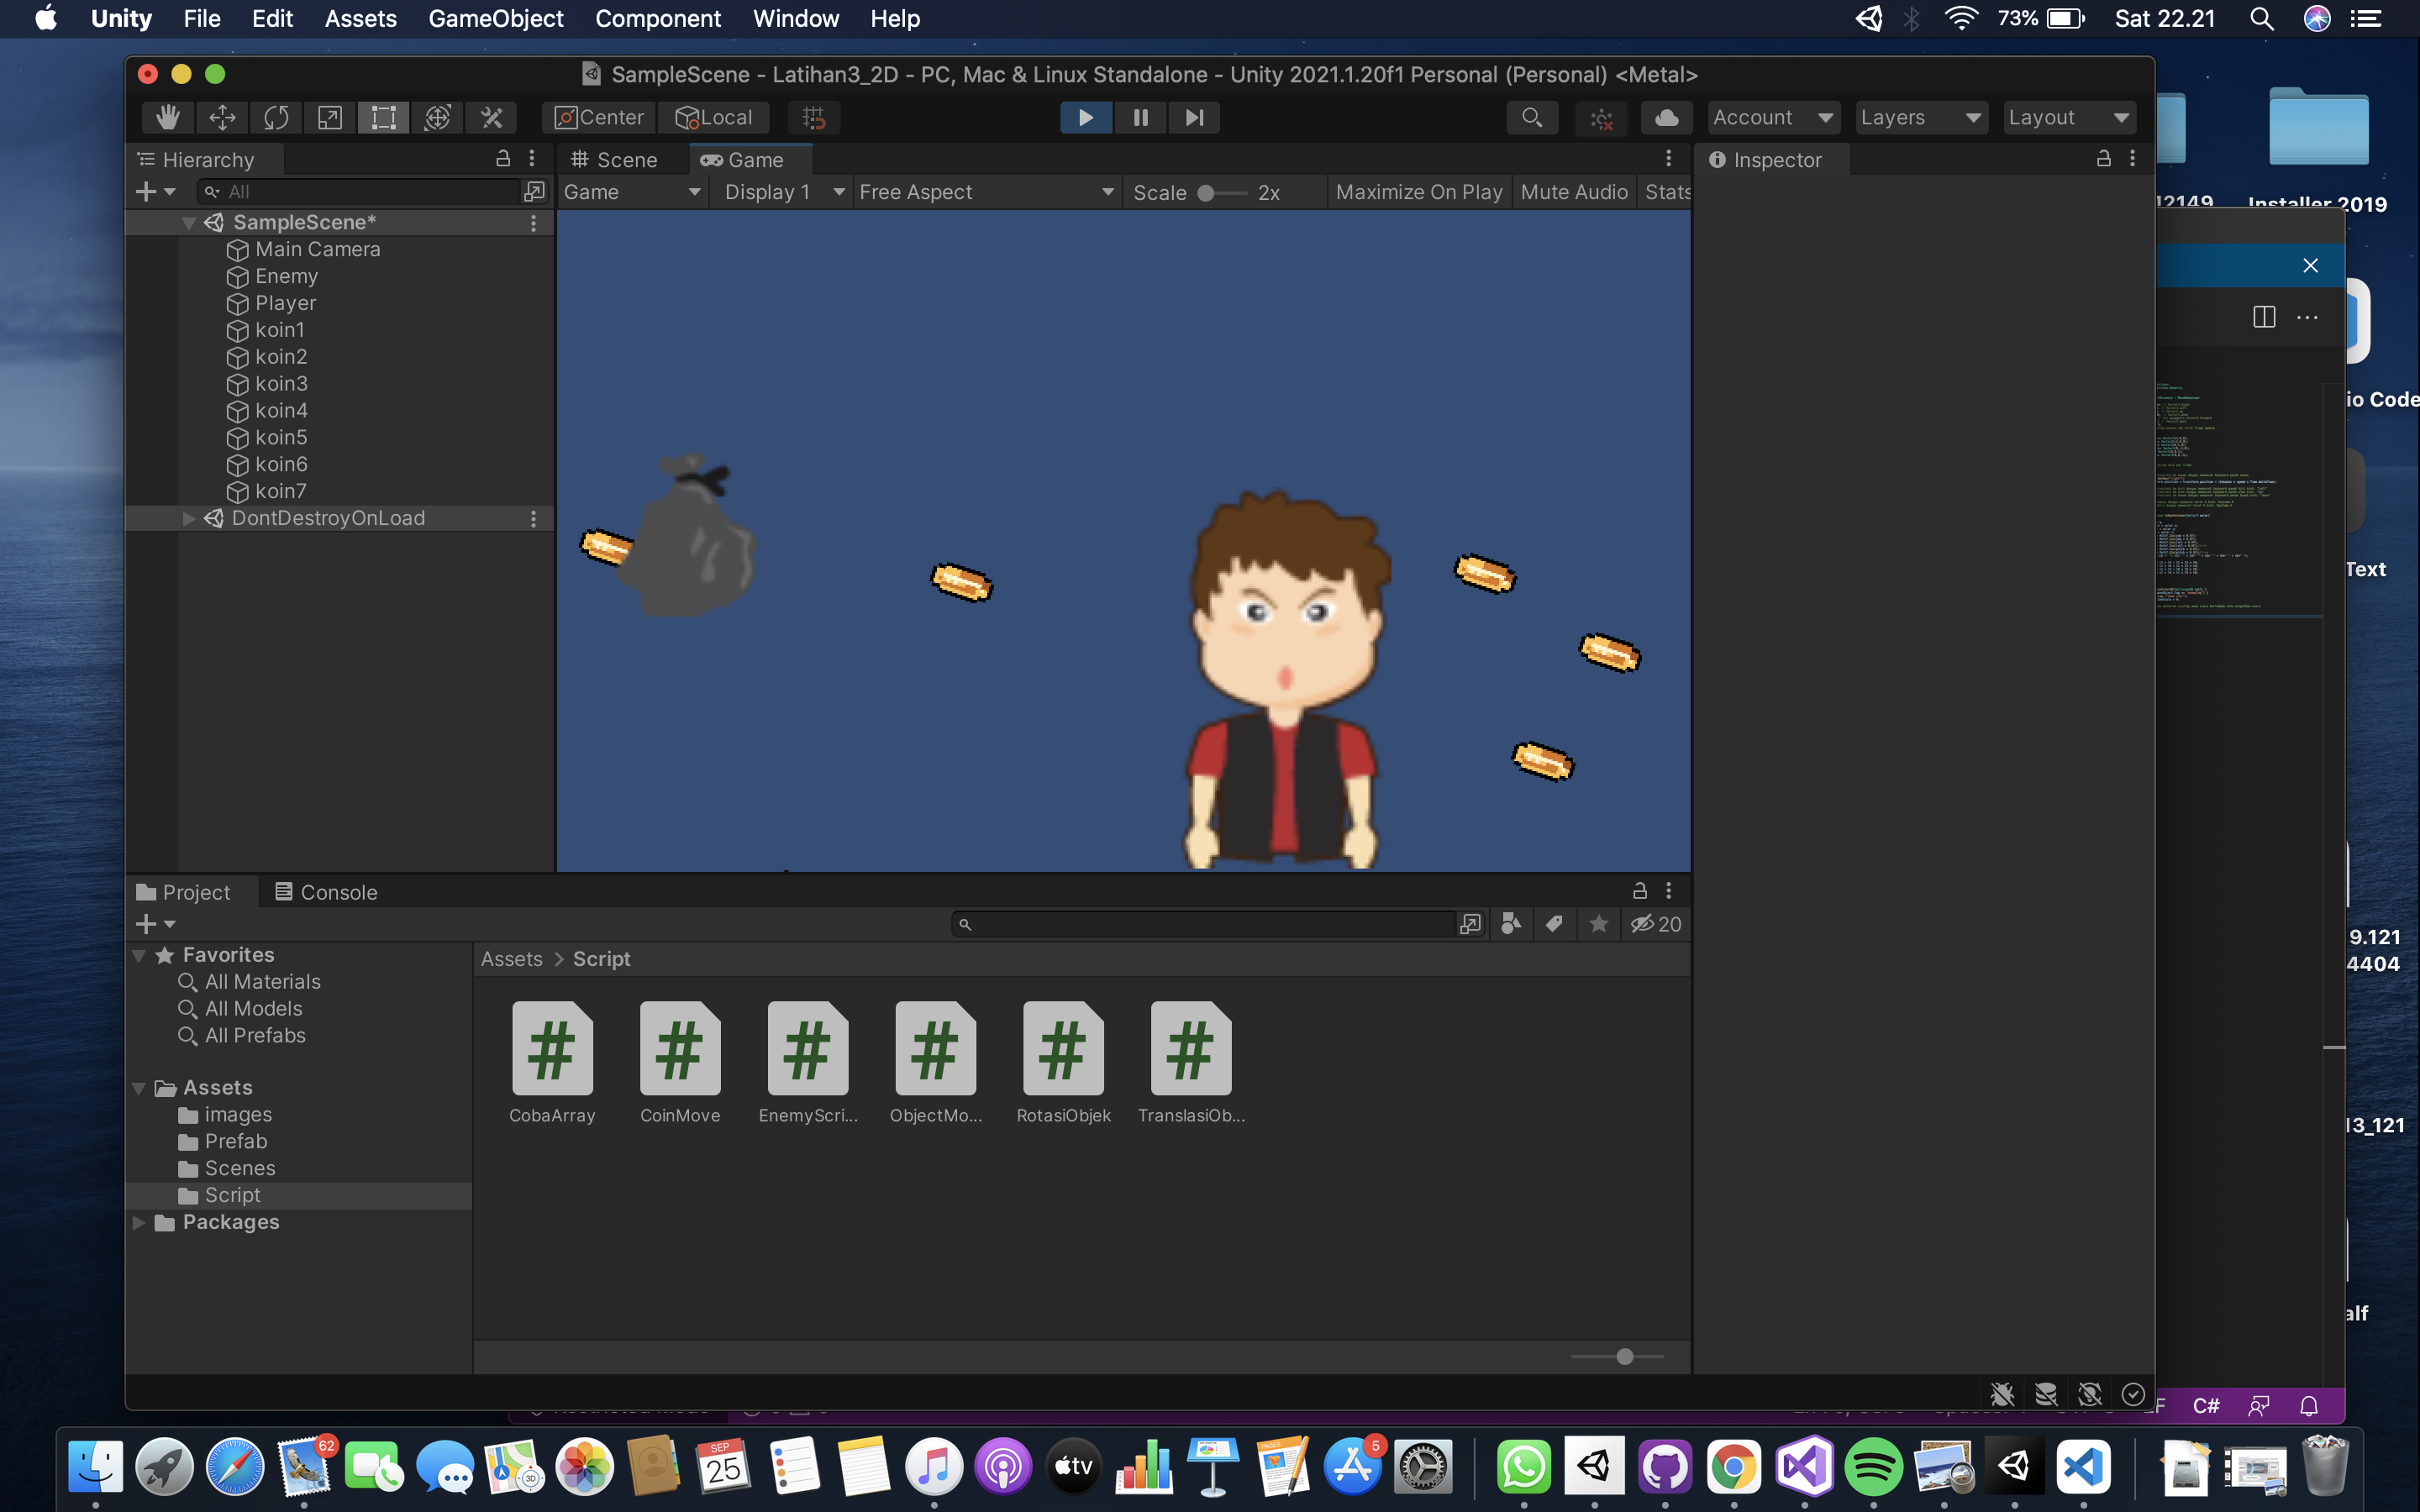 Unity File Edit Assets GameObject Component Window Help 73% Sat 22.21
SampleScene - Latihan3_2D - PC, Mac & Linux Standalone - Unity 2021.1.20f1 Personal (Personal) <Metal>
Center Local Account Layers Layout
Hierarchy
All
SampleScene*
Main Camera
Enemy
Player
koin1
koin2
koin3
koin4
koin5
koin6
koin7
DontDestroyOnLoad
Scene Game
Game Display 1 Free Aspect Scale 2x Maximize On Play Mute Audio Stats
Inspector
Project Console
20
Favorites
All Materials
All Models
All Prefabs
Assets
images
Prefab
Scenes
Script
Packages
Assets > Script
CobaArray CoinMove EnemyScri... ObjectMo... RotasiObjek TranslasiOb...
12149 Installer 2019
io Code
Text
9.121
4404
13_121
alf
C#
62 3D SEP 25 tv PAGES 5